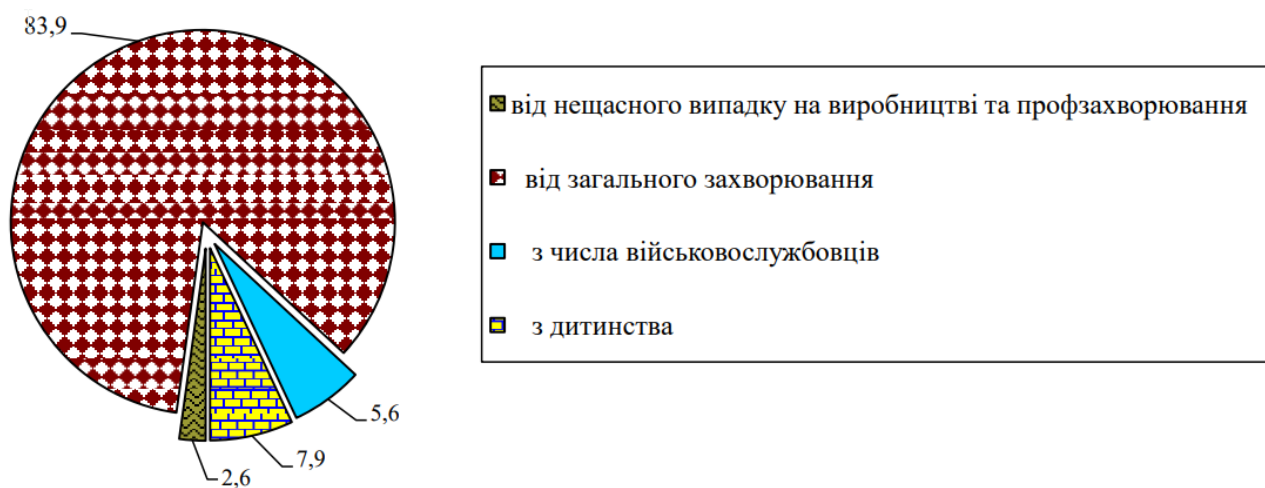 83,9
від нещасного випадку на виробництві та профзахворювання
від загального захворювання
з числа військовослужбовців
з дитинства
5,6
7,9
2,6